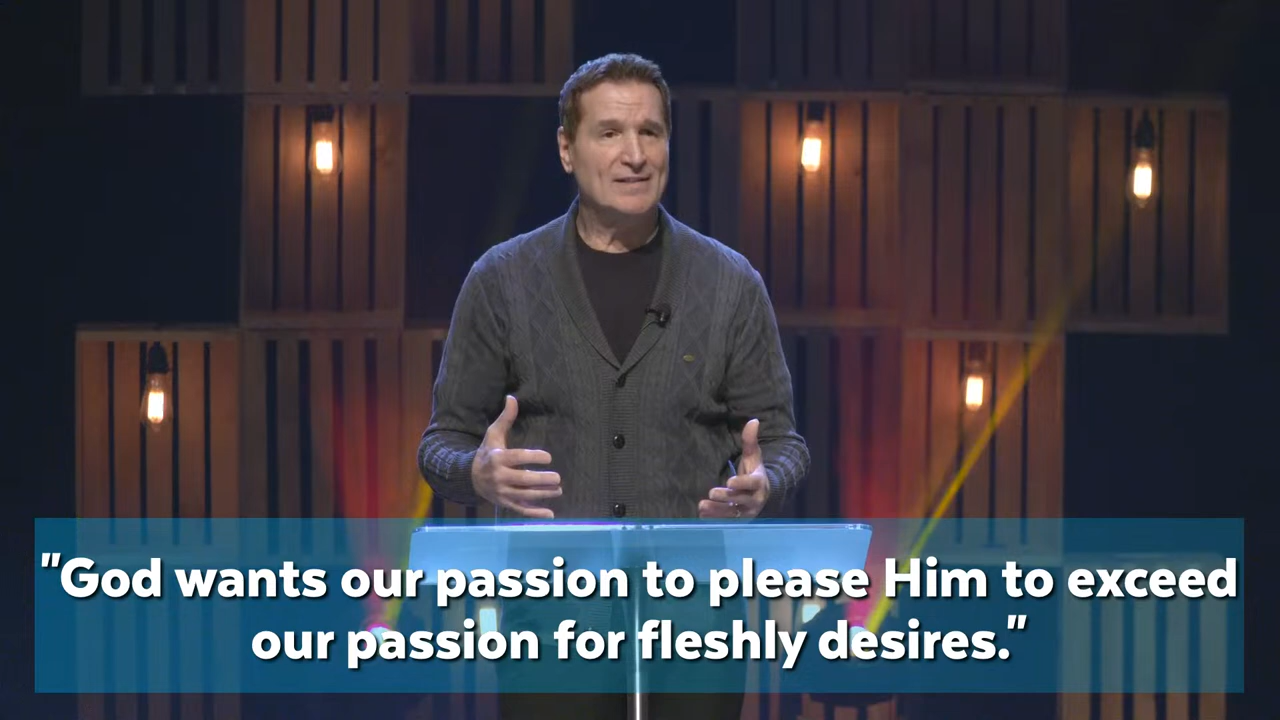 "God wants our passion to please Him to exceed
our passion for fleshly desires."